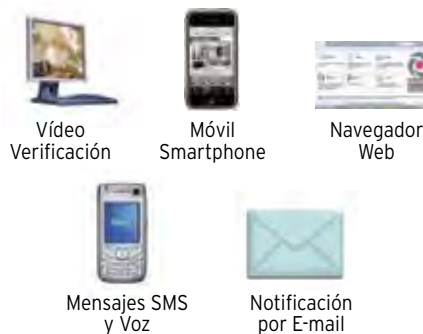 Vídeo
Verificación
Móvil
Smartphone
Navegador
Web
Mensajes SMS
y Voz
Notificación
por E-mail